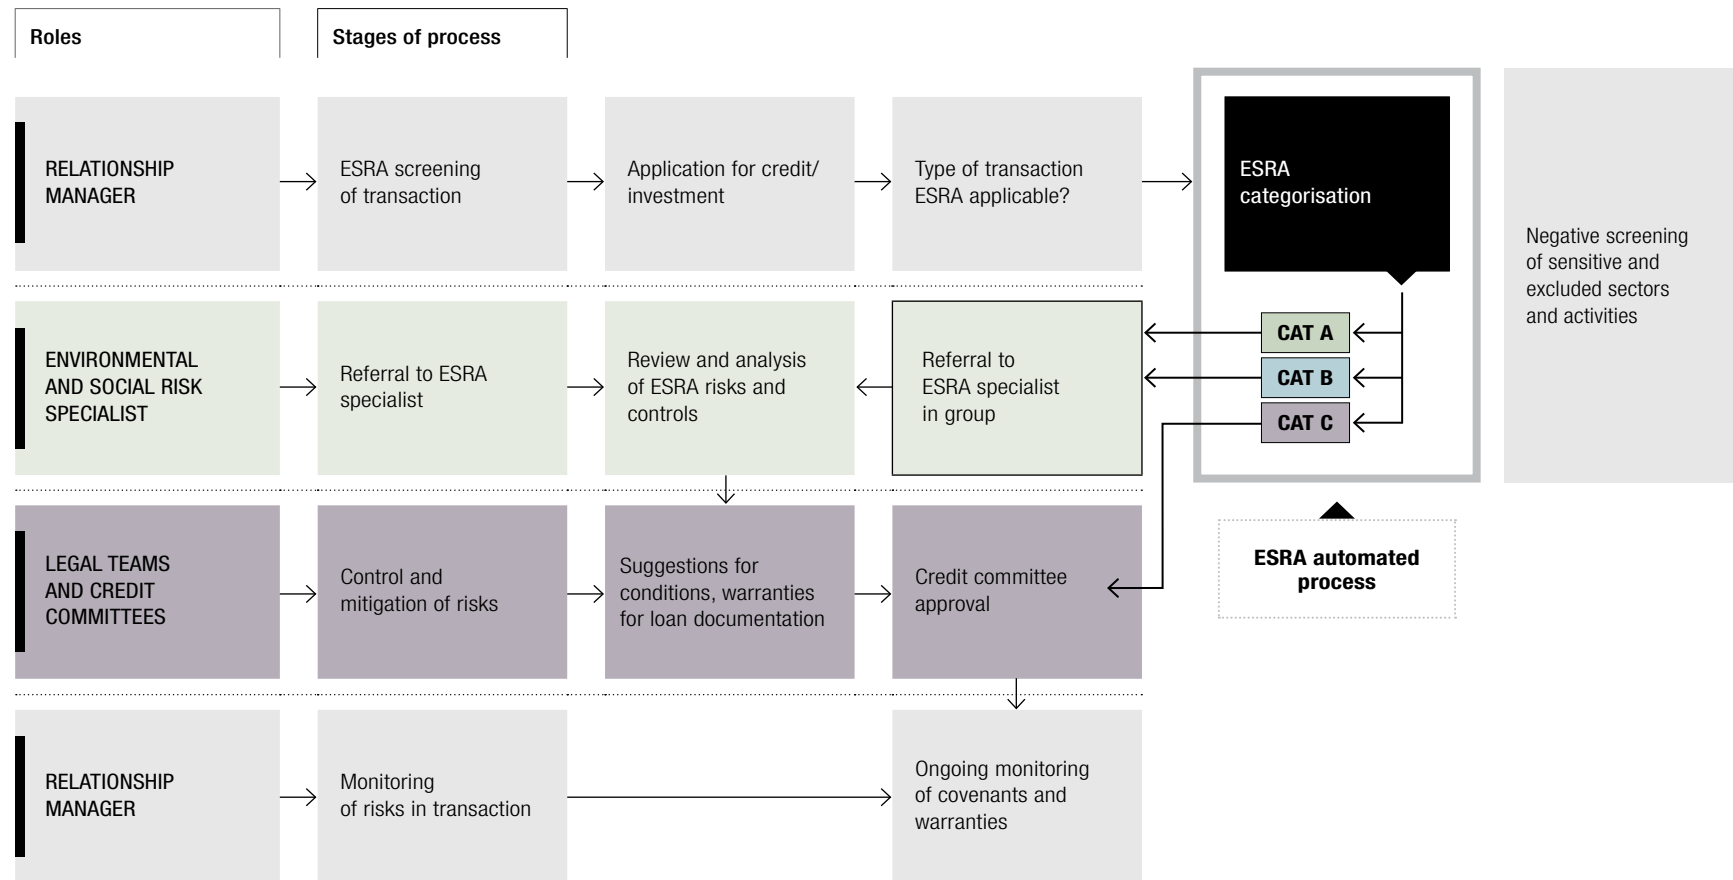 Roles
Stages of process
RELATIONSHIP
MANAGER
ESRA screening
of transaction
Application for credit/
investment
Type of transaction
ESRA applicable?
ESRA
categorisation
Negative screening
of sensitive and
excluded sectors
and activities
ENVIRONMENTAL
AND SOCIAL RISK
SPECIALIST
Referral to ESRA
specialist
Review and analysis
of ESRA risks and
controls
Referral to
ESRA specialist
in group
CAT A
CAT B
CAT C
LEGAL TEAMS
AND CREDIT
COMMITTEES
Control and
mitigation of risks
Suggestions for
conditions, warranties
for loan documentation
Credit committee
approval
ESRA automated
process
RELATIONSHIP
MANAGER
Monitoring
of risks in transaction
Ongoing monitoring
of covenants and
warranties